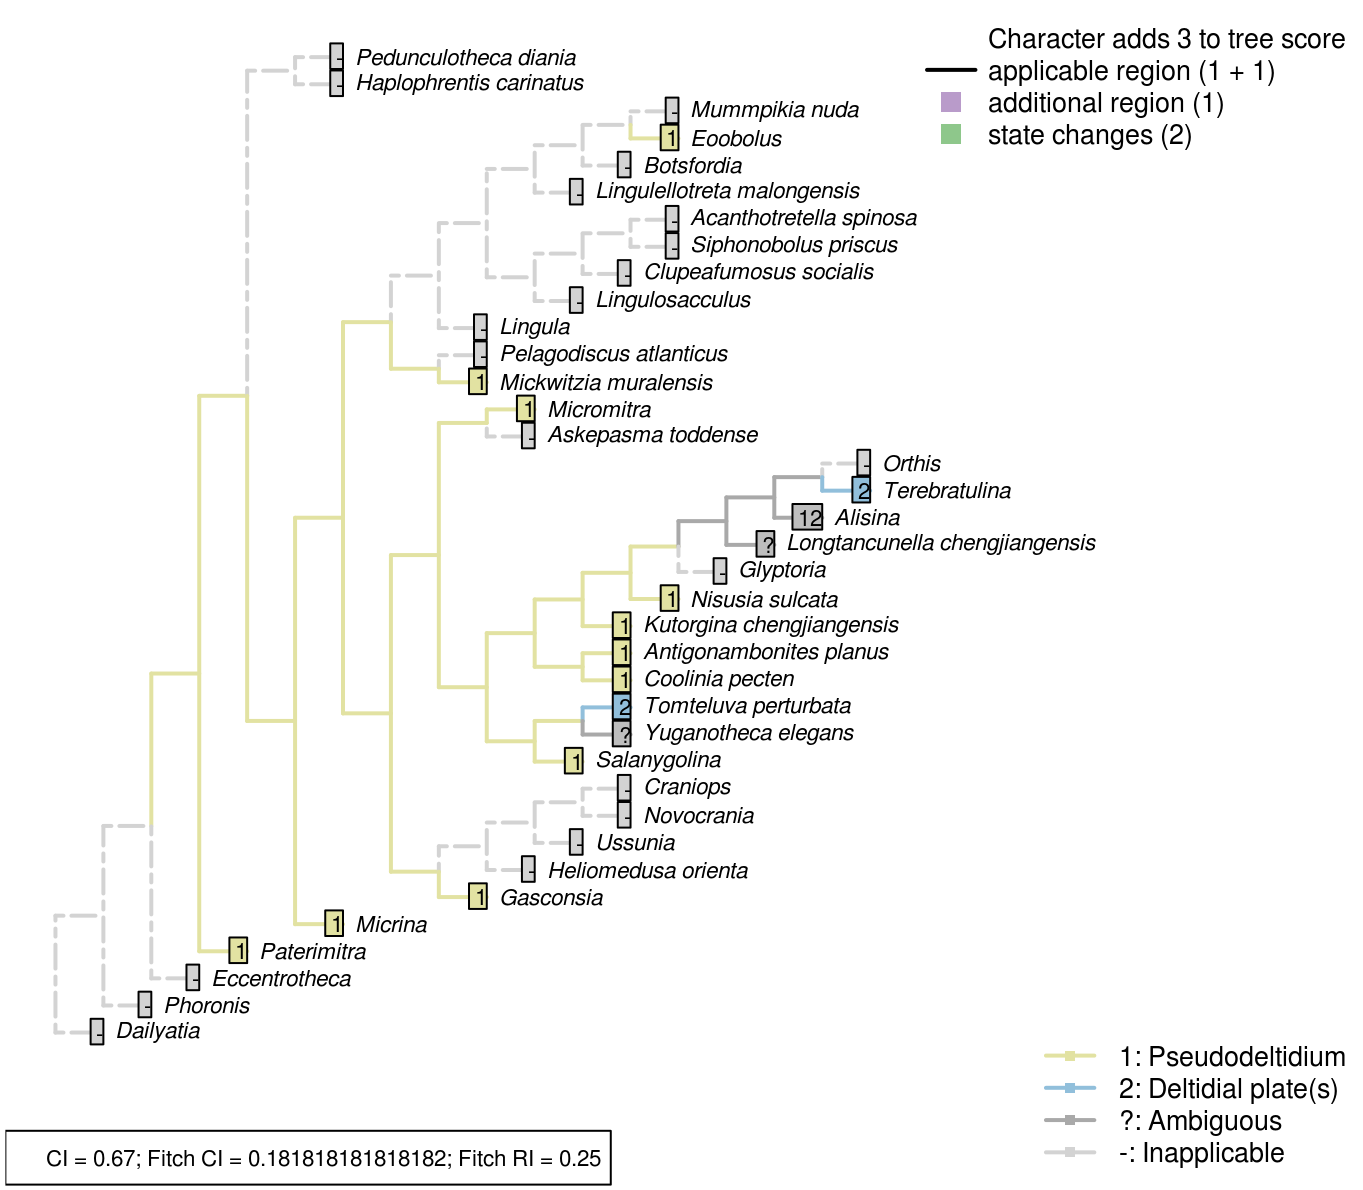 Character adds 3 to tree score
applicable region (1 + 1)
additional region (1)
state changes (2)
- Pedunculotheca diania
- Haplophrentis carinatus
- Mummpikia nuda
1 Eoobolus
- Botsfordia
- Lingulellotreta malongensis
- Acanthotretella spinosa
- Siphonobolus priscus
- Clupeafumosus socialis
- Lingulosacculus
- Lingula
- Pelagodiscus atlanticus
1 Mickwitzia muralensis
1 Micromitra
- Askepasma toddense
- Orthis
2 Terebratulina
12 Alisina
? Longtancunella chengjiangensis
- Glyptoria
1 Nisusia sulcata
1 Kutorgina chengjiangensis
1 Antigonambonites planus
1 Coolinia pecten
2 Tomteluva perturbata
? Yuganotheca elegans
1 Salanygolina
- Craniops
- Novocrania
- Ussunia
- Heliomedusa orienta
1 Gasconsia
1 Micrina
1 Paterimitra
- Eccentrotheca
- Phoronis
- Dailyatia
1: Pseudodeltidium
2: Deltidial plate(s)
?: Ambiguous
-: Inapplicable
CI = 0.67; Fitch CI = 0.181818181818182; Fitch RI = 0.25